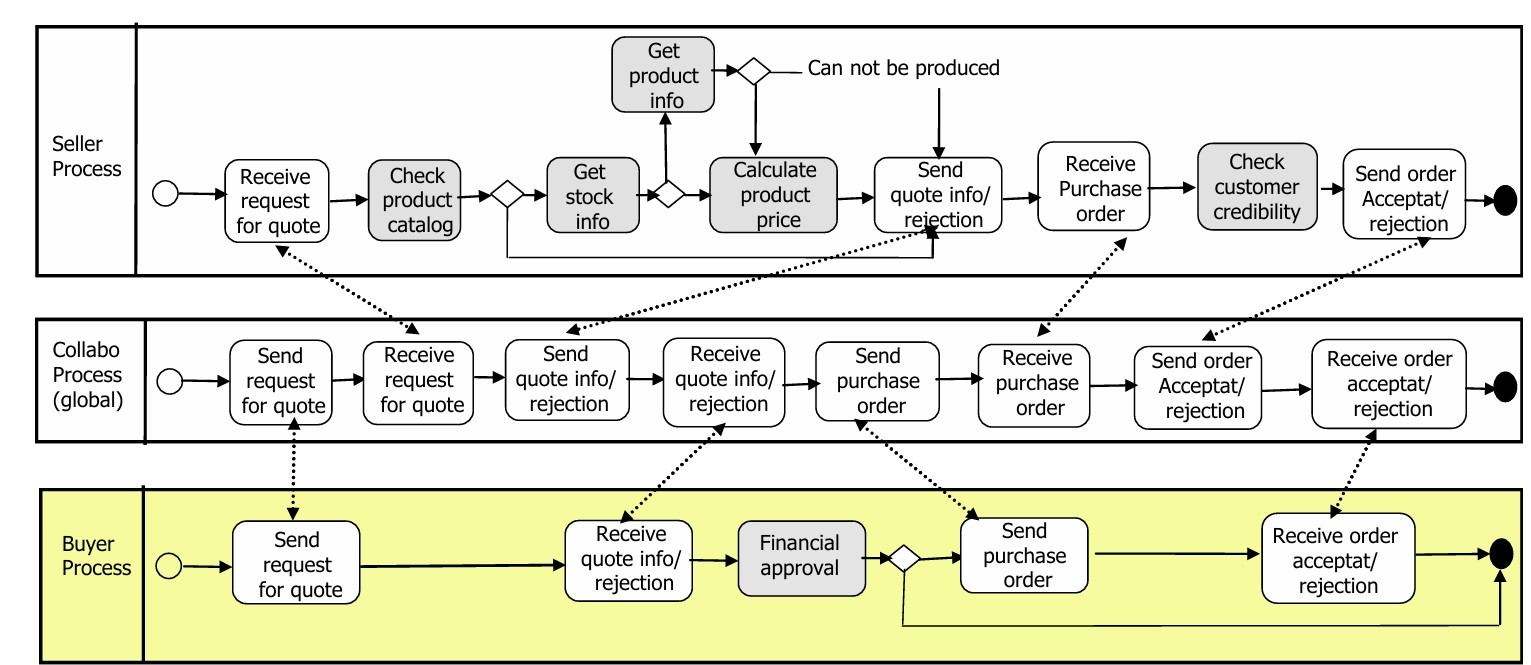 Seller
Process
Receive
request
for quote
Check
product
catalog
Get
stock
info
Get
product
info
Can not be produced
Calculate
product
price
Send
quote info/
rejection
Receive
Purchase
order
Check
customer
credibility
Send order
Acceptat/
rejection
Collabo
Process
(global)
Send
request
for quote
Receive
request
for quote
Send
quote info/
rejection
Receive
quote info/
rejection
Send
purchase
order
Receive
purchase
order
Send order
Acceptat/
rejection
Receive order
acceptat/
rejection
Buyer
Process
Send
request
for quote
Receive
quote info/
rejection
Financial
approval
Send
purchase
order
Receive order
acceptat/
rejection